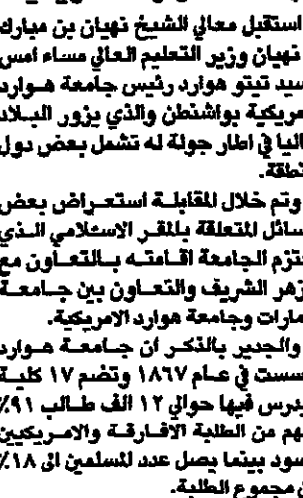 استقبل معالي الشيخ نهيان بن مبارك
نهيان وزير التعليم العالي مساء امس
سيد تيتو هوارد رئيس جامعة هوارد
مريكية بواشنطن والذي يزور البلاد
اليا في اطار جولة له تشمل بعض دول
نطقة.
وتم خلال المقابلة استعراض بعض
سائل المتعلقة بالمقر الاسلامي الذي
تزم الجامعة اقامته بالتعاون مع
زهر الشريف والتعاون بين جامعة
مارات وجامعة هوارد الامريكية.
والجدير بالذكر ان جامعة هوارد
سست في عام ١٨٦٧ وتضم ١٧ كلية
يدرس فيها حوالي ١٢ الف طالب ٩١٪
هم من الطلبة الافارقة والامريكيين
سود بينما يصل عدد المسلمين الى ١٨٪
مجموع الطلبة.